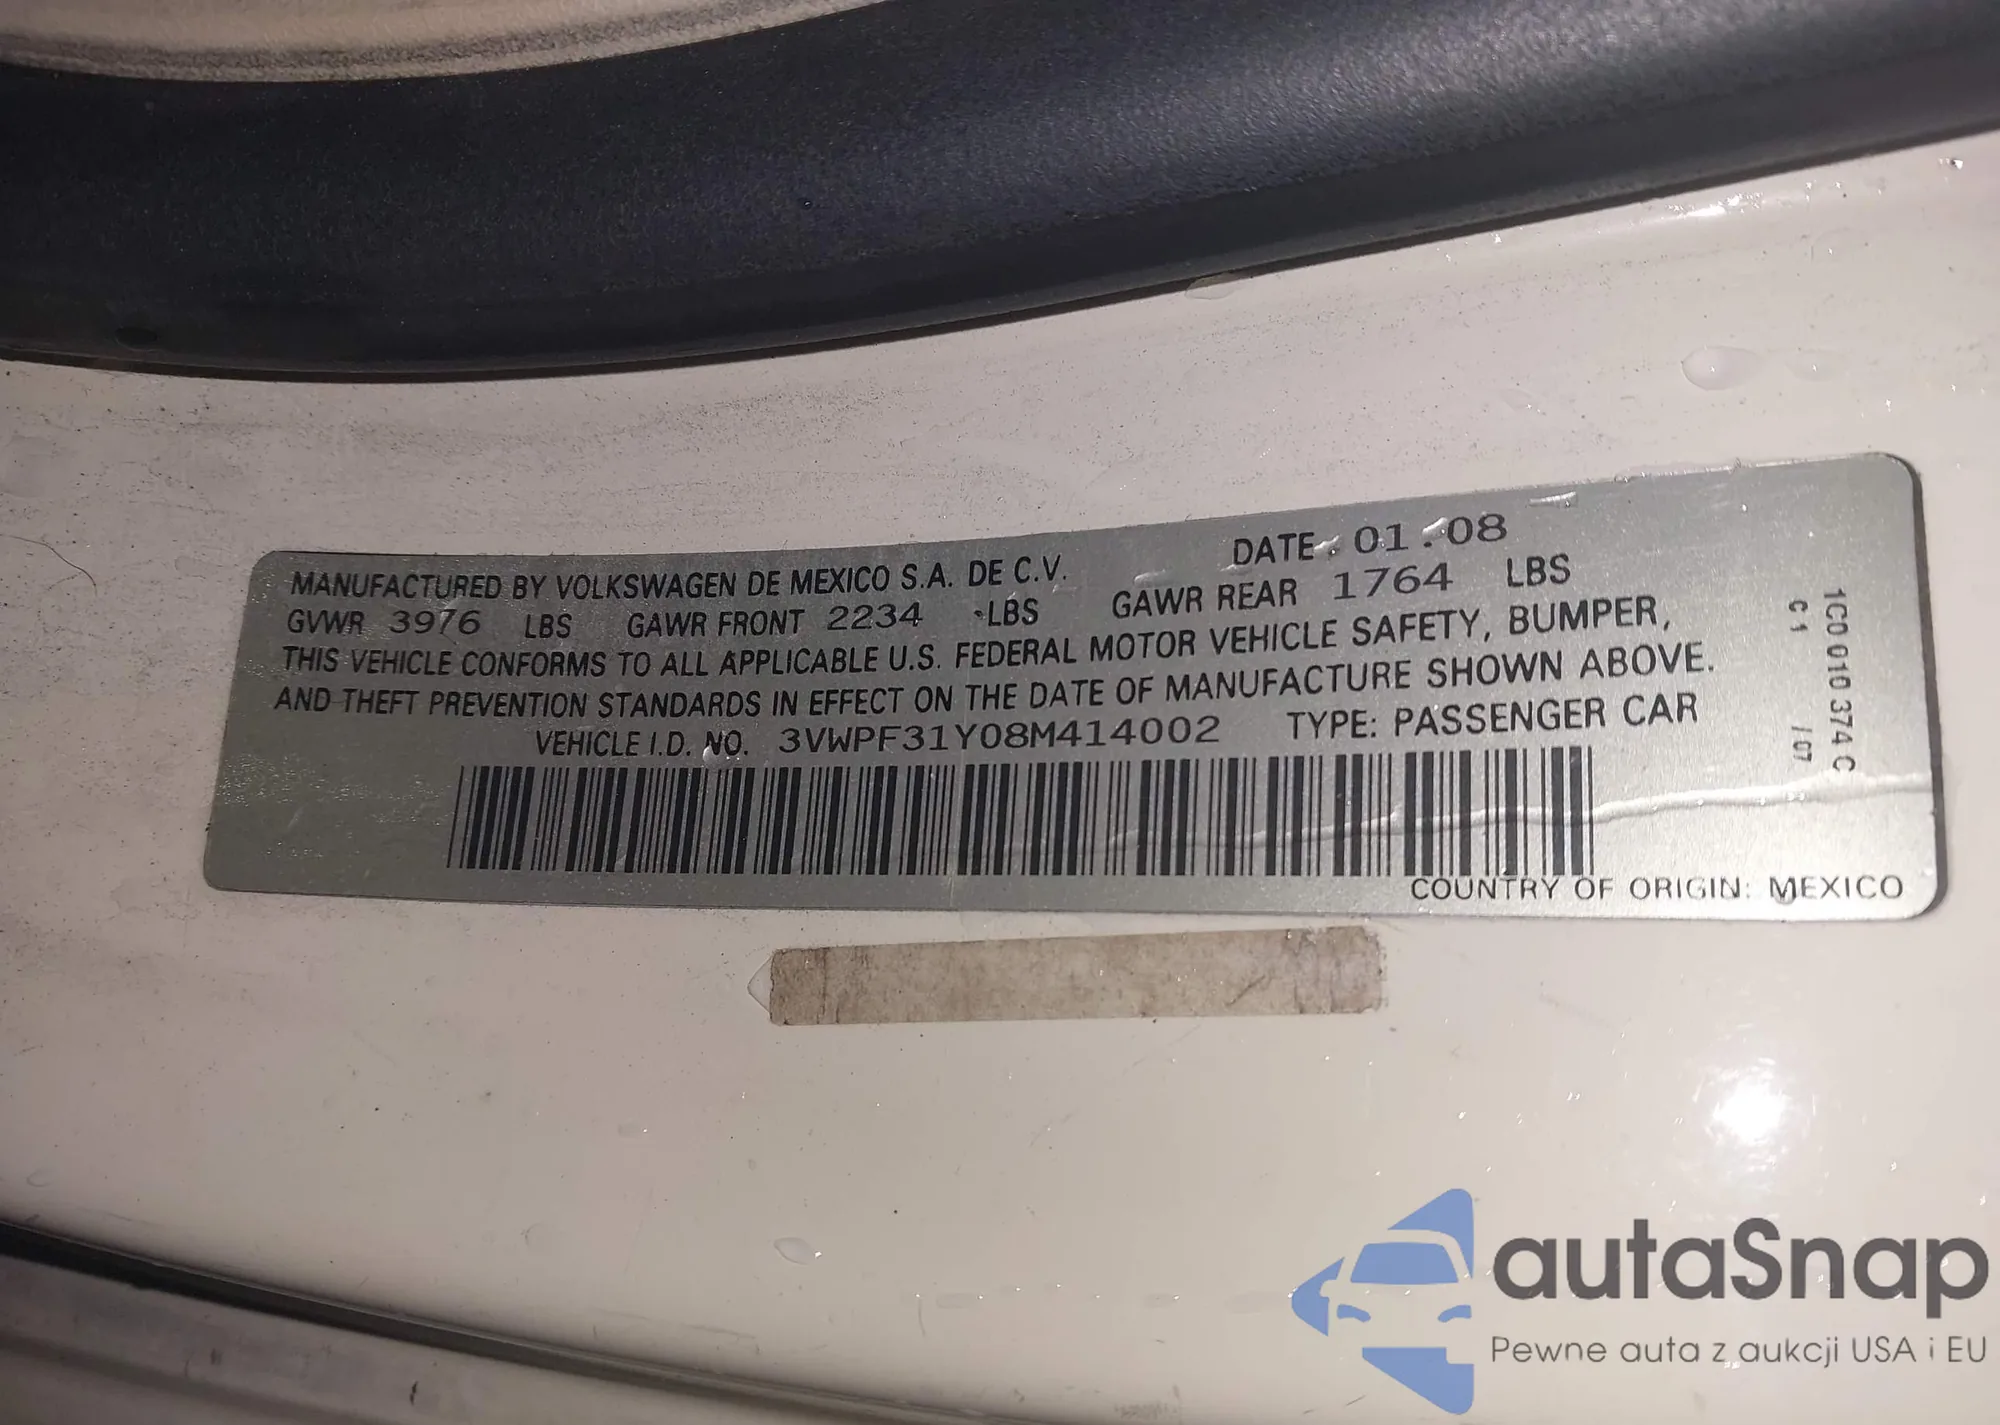 MANUFACTURED BY VOLKSWAGEN DE MEXICO S.A. DE C.V. DATE. 01.08
GVWR 3976 LBS GAWR FRONT 2234 LBS GAWR REAR 1764 LBS
THIS VEHICLE CONFORMS TO ALL APPLICABLE U.S. FEDERAL MOTOR VEHICLE SAFETY, BUMPER,
AND THEFT PREVENTION STANDARDS IN EFFECT ON THE DATE OF MANUFACTURE SHOWN ABOVE.
VEHICLE I.D. NO. 3VWPF31Y08M414002 TYPE: PASSENGER CAR
COUNTRY OF ORIGIN: MEXICO
1C0 010 374 C
C1 /07
autaSnap
Pewne auta z aukcji USA i EU